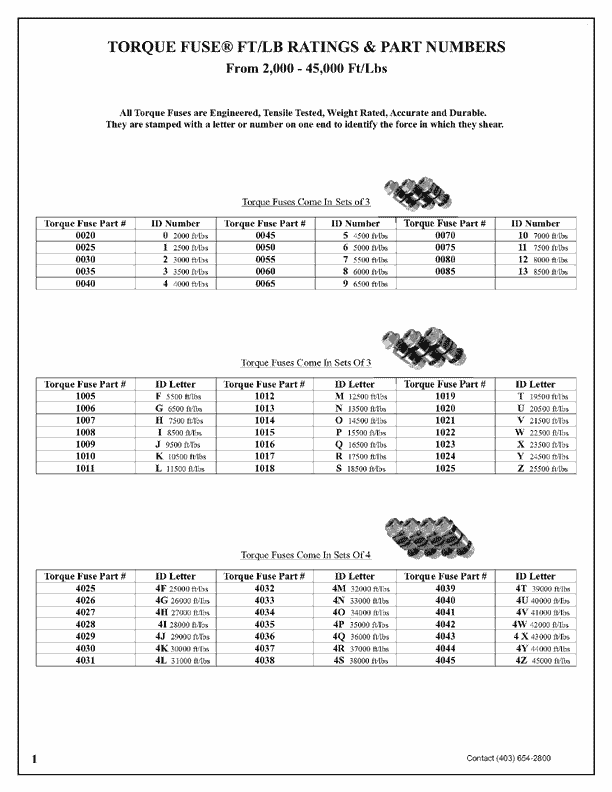 TORQUE FUSE® FT/LB RATINGS & PART NUMBERS
From 2,000 - 45,000 Ft/Lbs
All Torque Fuses are Engineered, Tensile Tested, Weight Rated, Accurate and Durable.
They are stamped with a letter or number on one end to identify the force in which they shear.
Torque Fuses Come In Sets of 3
Torque Fuse Part # ID Number Torque Fuse Part # ID Number Torque Fuse Part # ID Number
0020 0 2000 ft/lbs 0045 5 4500 ft/lbs 0070 10 7000 ft/lbs
0025 1 2500 ft/lbs 0050 6 5000 ft/lbs 0075 11 7500 ft/lbs
0030 2 3000 ft/lbs 0055 7 5500 ft/lbs 0080 12 8000 ft/lbs
0035 3 3500 ft/lbs 0060 8 6000 ft/lbs 0085 13 8500 ft/lbs
0040 4 4000 ft/lbs 0065 9 6500 ft/lbs
Torque Fuses Come In Sets Of 3
Torque Fuse Part # ID Letter Torque Fuse Part # ID Letter Torque Fuse Part # ID Letter
1005 F 5500 ft/lbs 1012 M 12500 ft/lbs 1019 T 19500 ft/lbs
1006 G 6500 ft/lbs 1013 N 13500 ft/lbs 1020 U 20500 ft/lbs
1007 H 7500 ft/lbs 1014 O 14500 ft/lbs 1021 V 21500 ft/lbs
1008 I 8500 ft/lbs 1015 P 15500 ft/lbs 1022 W 22500 ft/lbs
1009 J 9500 ft/lbs 1016 Q 16500 ft/lbs 1023 X 23500 ft/lbs
1010 K 10500 ft/lbs 1017 R 17500 ft/lbs 1024 Y 24500 ft/lbs
1011 L 11500 ft/lbs 1018 S 18500 ft/lbs 1025 Z 25500 ft/lbs
Torque Fuses Come In Sets Of 4
Torque Fuse Part # ID Letter Torque Fuse Part # ID Letter Torque Fuse Part # ID Letter
4025 4F 25000 ft/lbs 4032 4M 32000 ft/lbs 4039 4T 39000 ft/lbs
4026 4G 26000 ft/lbs 4033 4N 33000 ft/lbs 4040 4U 40000 ft/lbs
4027 4H 27000 ft/lbs 4034 4O 34000 ft/lbs 4041 4V 41000 ft/lbs
4028 4I 28000 ft/lbs 4035 4P 35000 ft/lbs 4042 4W 42000 ft/lbs
4029 4J 29000 ft/lbs 4036 4Q 36000 ft/lbs 4043 4 X 43000 ft/lbs
4030 4K 30000 ft/lbs 4037 4R 37000 ft/lbs 4044 4Y 44000 ft/lbs
4031 4L 31000 ft/lbs 4038 4S 38000 ft/lbs 4045 4Z 45000 ft/lbs
1 Contact (403) 654-2800